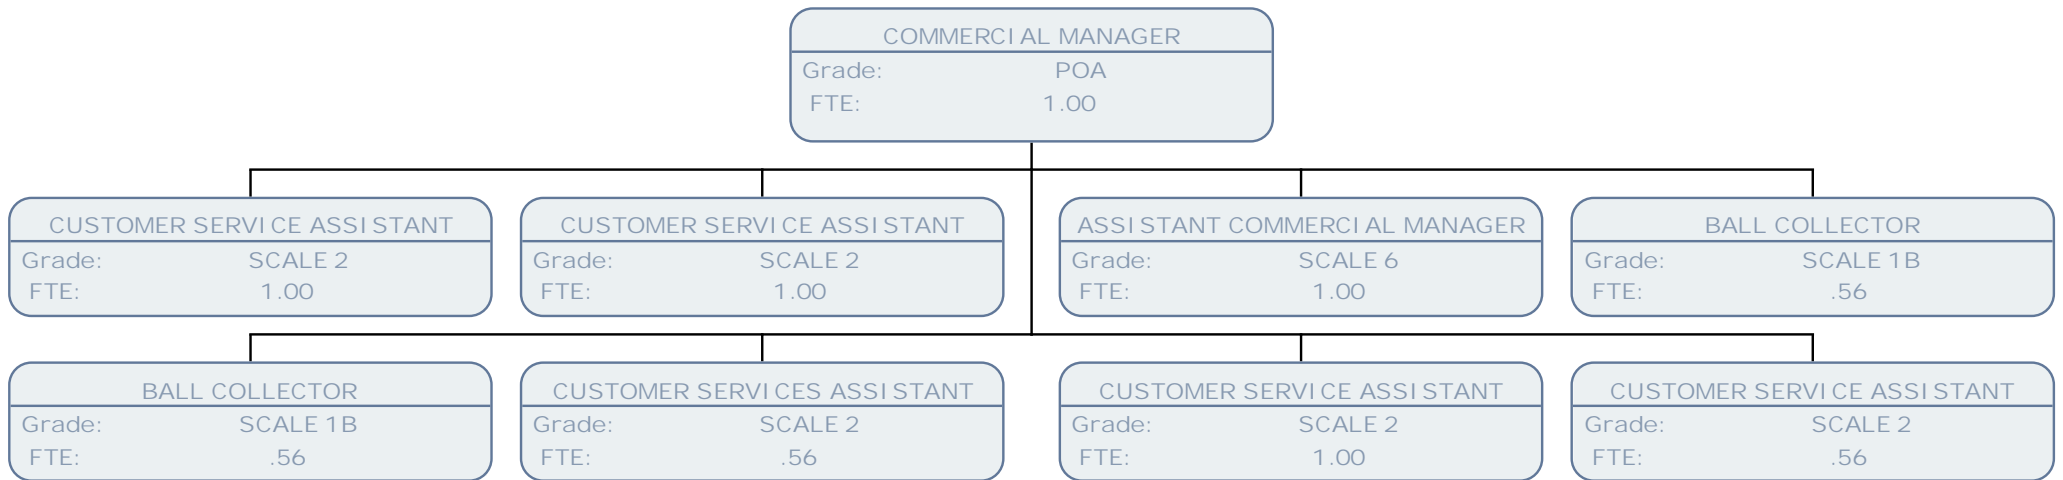 COMMERCIAL MANAGER
Grade: POA
FTE: 1.00
CUSTOMER SERVICE ASSISTANT
Grade: SCALE 2
FTE: 1.00
CUSTOMER SERVICE ASSISTANT
Grade: SCALE 2
FTE: 1.00
ASSISTANT COMMERCIAL MANAGER
Grade: SCALE 6
FTE: 1.00
BALL COLLECTOR
Grade: SCALE 1B
FTE: .56
BALL COLLECTOR
Grade: SCALE 1B
FTE: .56
CUSTOMER SERVICES ASSISTANT
Grade: SCALE 2
FTE: .56
CUSTOMER SERVICE ASSISTANT
Grade: SCALE 2
FTE: 1.00
CUSTOMER SERVICE ASSISTANT
Grade: SCALE 2
FTE: .56